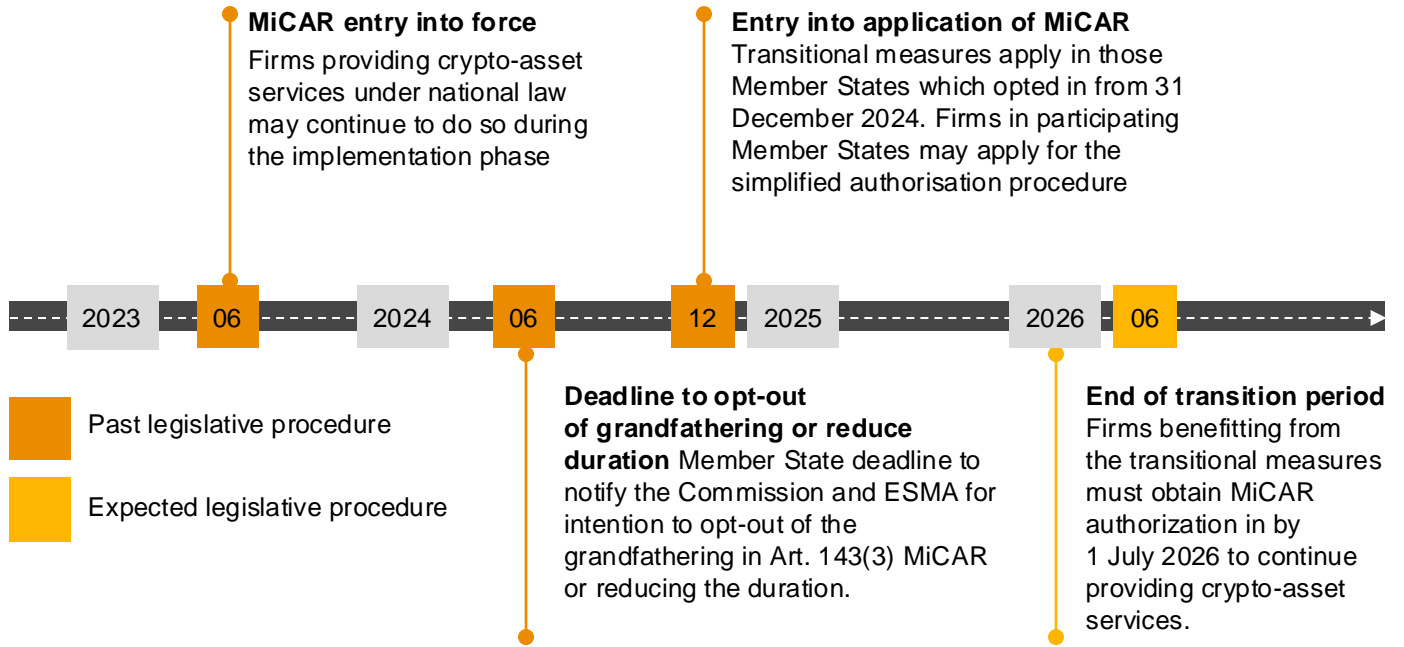 MiCAR entry into force
Firms providing crypto-asset
services under national law
may continue to do so during
the implementation phase
Entry into application of MiCAR
Transitional measures apply in those
Member States which opted in from 31
December 2024. Firms in participating
Member States may apply for the
simplified authorisation procedure
2023
06
2024
06
12
2025
2026
06
Past legislative procedure
Expected legislative procedure
Deadline to opt-out
of grandfathering or reduce
duration Member State deadline to
notify the Commission and ESMA for
intention to opt-out of the
grandfathering in Art. 143(3) MiCAR
or reducing the duration.
End of transition period
Firms benefitting from
the transitional measures
must obtain MiCAR
authorization in by
1 July 2026 to continue
providing crypto-asset
services.